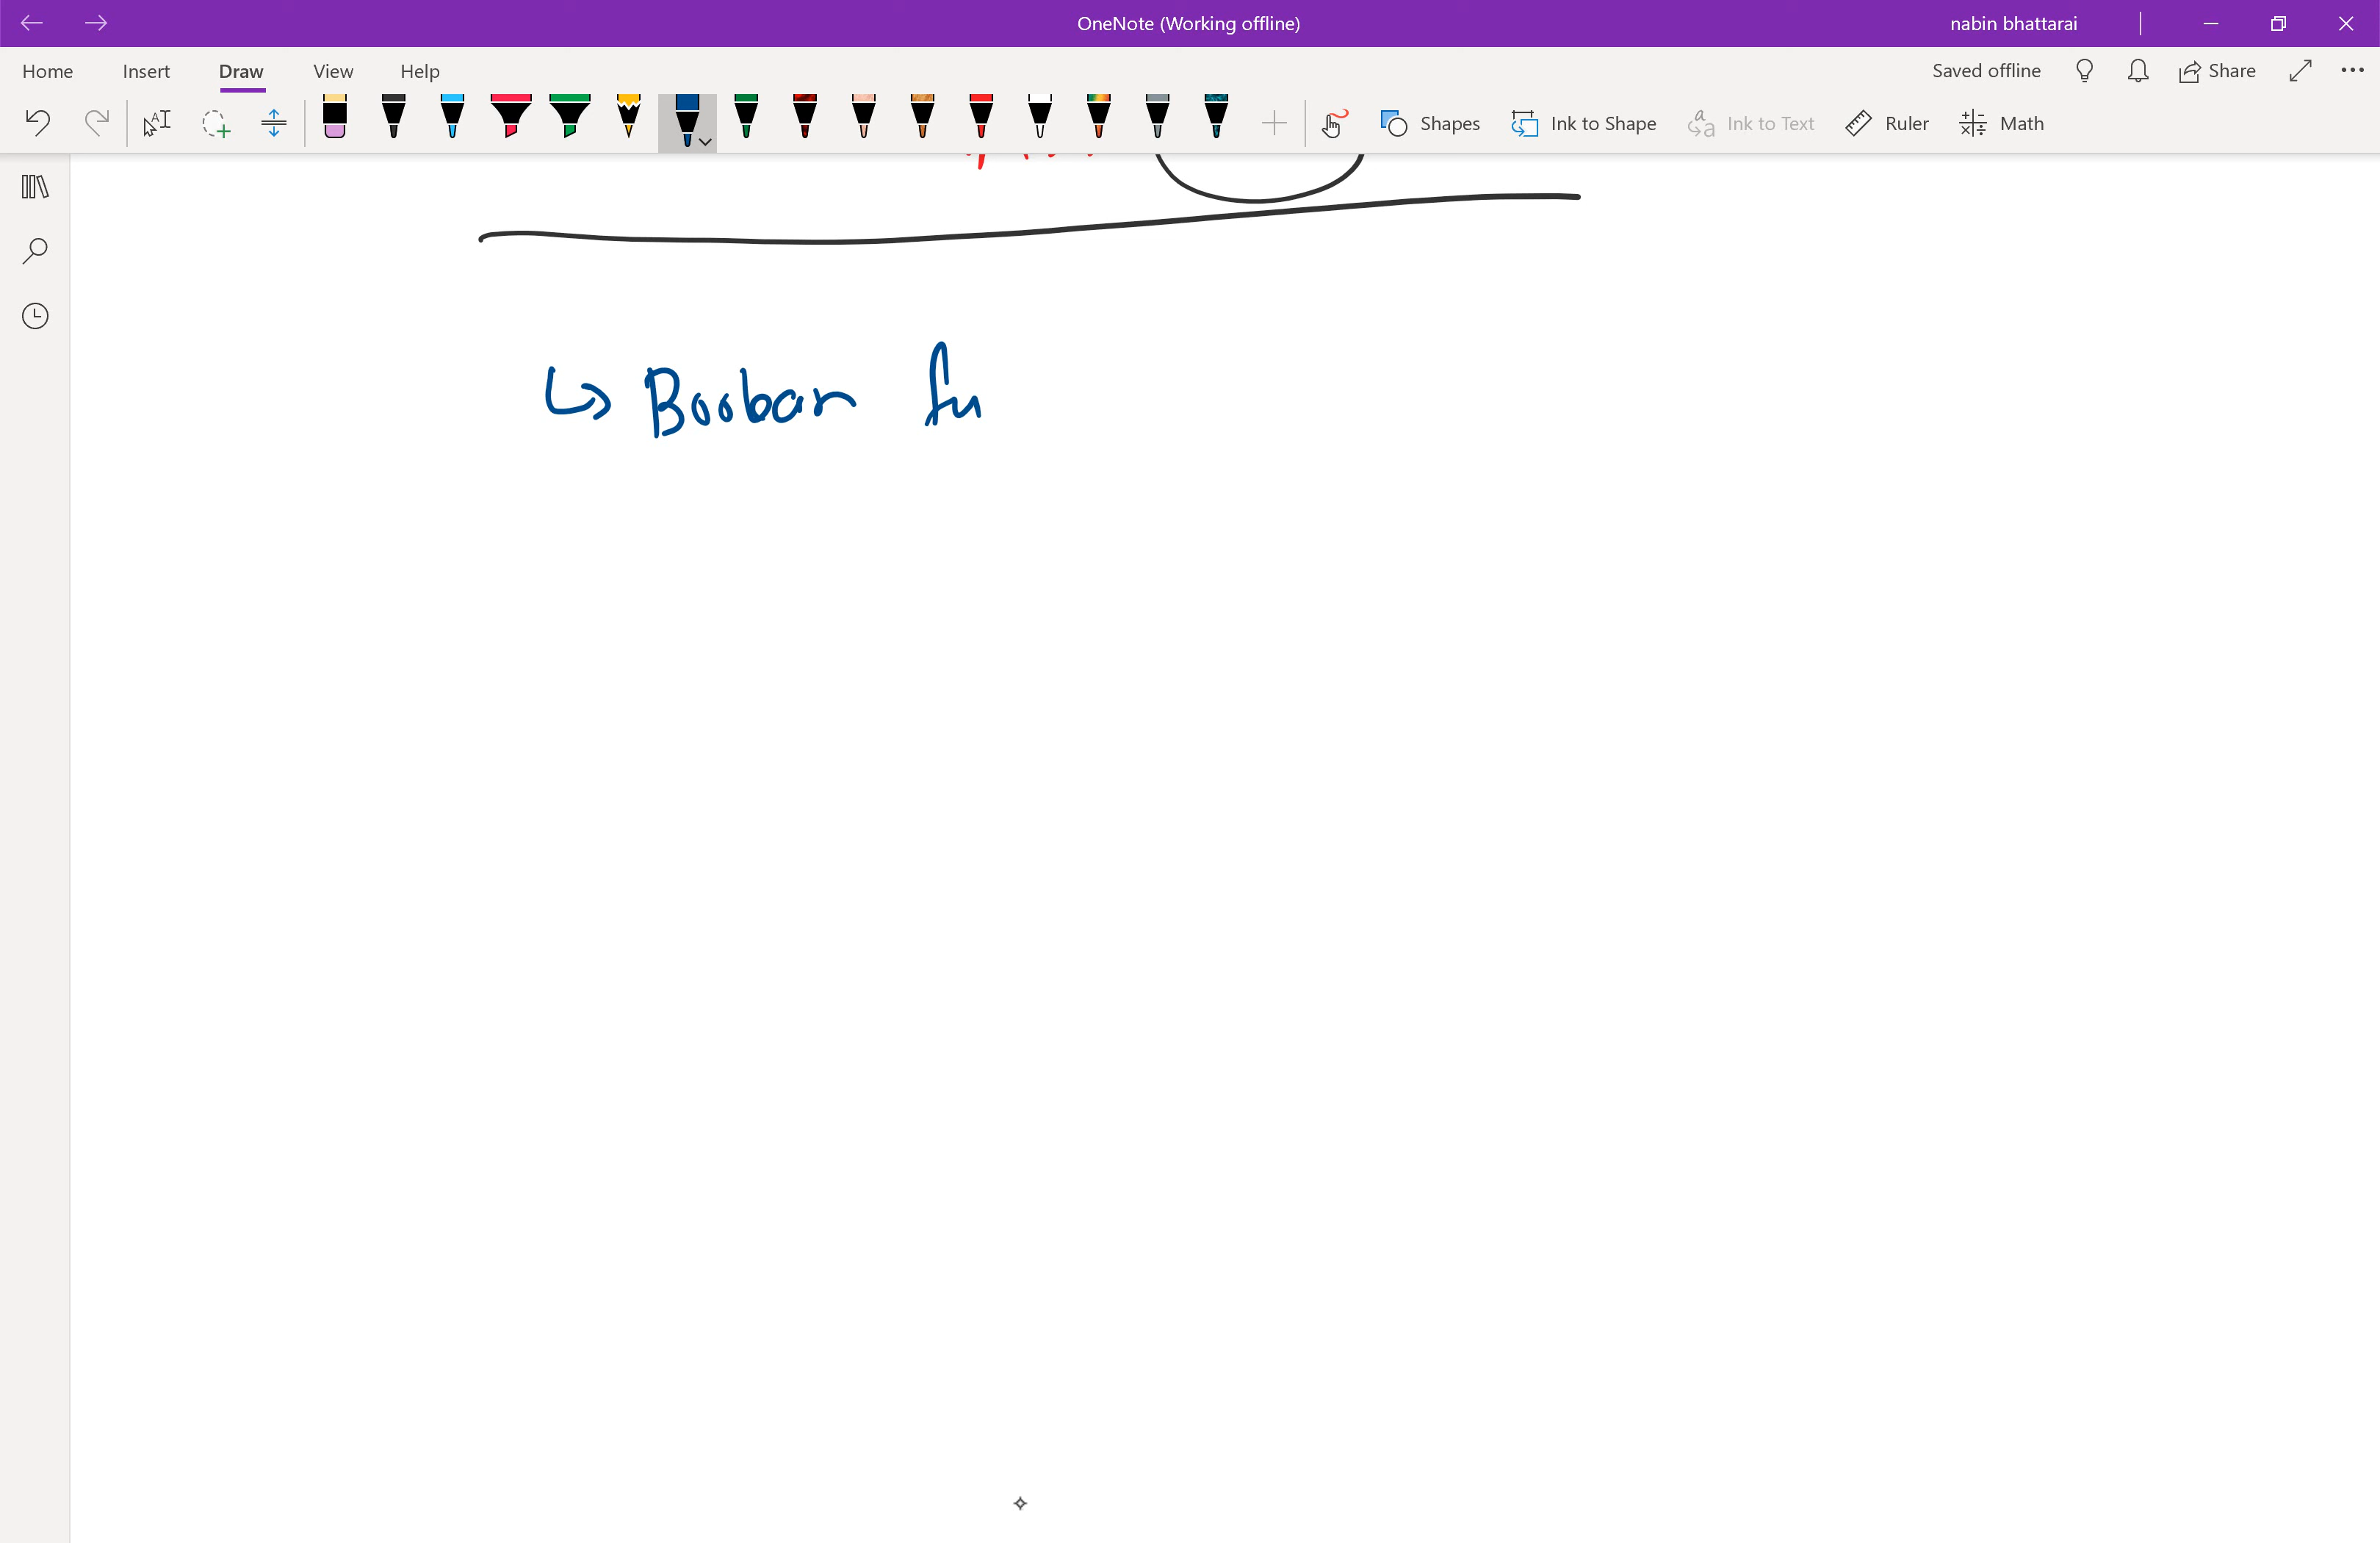 OneNote (Working offline) nabin bhattarai
Home Insert Draw View Help Saved offline Share
Shapes Ink to Shape Ink to Text Ruler Math
↳ Boobar fu